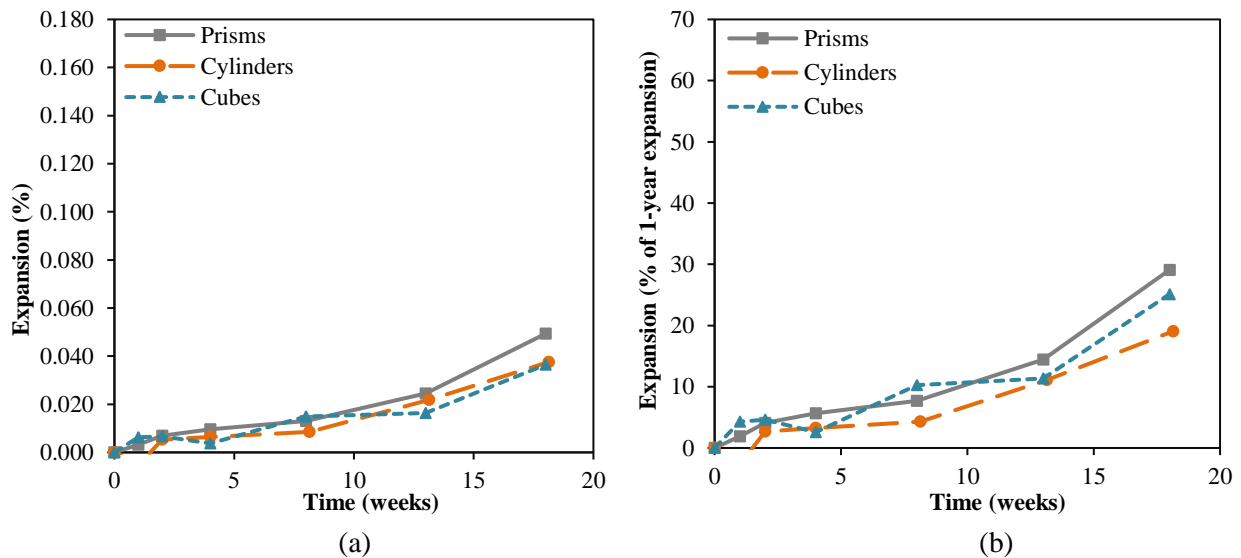 0.180
0.160
0.140
0.120
0.100
0.080
0.060
0.040
0.020
0.000
Expansion (%)
Prisms
Cylinders
Cubes
0 5 10 15 20
Time (weeks)
(a)
70
60
50
40
30
20
10
0
Expansion (% of 1-year expansion)
Prisms
Cylinders
Cubes
0 5 10 15 20
Time (weeks)
(b)